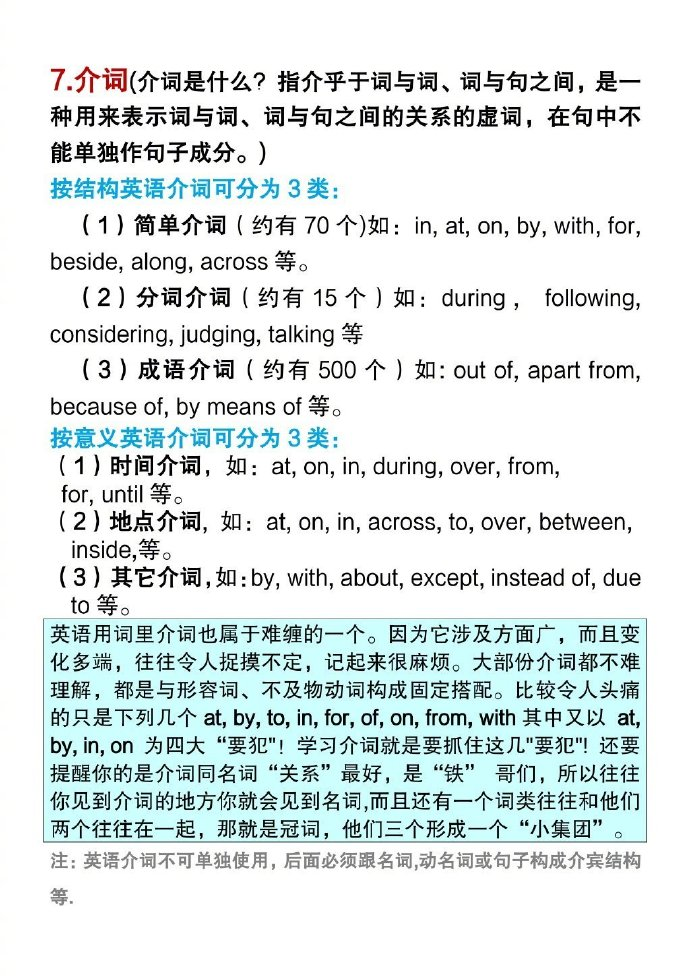 7.介词(介词是什么？指介乎于词与词、词与句之间，是一
种用来表示词与词、词与句之间的关系的虚词，在句中不
能单独作句子成分。)
按结构英语介词可分为 3 类：
（1）简单介词（ 约有 70 个)如：in, at, on, by, with, for,
beside, along, across 等。
（2）分词介词（约有 15 个 ）如：during ， following,
considering, judging, talking 等
（3）成语介词（ 约有 500 个 ）如: out of, apart from,
because of, by means of 等。
按意义英语介词可分为 3 类：
（1）时间介词，如：at, on, in, during, over, from,
for, until 等。
（2）地点介词，如：at, on, in, across, to, over, between,
inside,等。
（3）其它介词，如：by, with, about, except, instead of, due
to 等。
英语用词里介词也属于难缠的一个。因为它涉及方面广，而且变
化多端，往往令人捉摸不定，记起来很麻烦。大部份介词都不难
理解，都是与形容词、不及物动词构成固定搭配。比较令人头痛
的只是下列几个 at, by, to, in, for, of, on, from, with 其中又以 at,
by, in, on 为四大“要犯"！学习介词就是要抓住这几"要犯"! 还要
提醒你的是介词同名词“关系”最好，是“铁” 哥们，所以往往
你见到介词的地方你就会见到名词,而且还有一个词类往往和他们
两个往往在一起，那就是冠词，他们三个形成一个“小集团”。
注: 英语介词不可单独使用，后面必须跟名词,动名词或句子构成介宾结构
等.